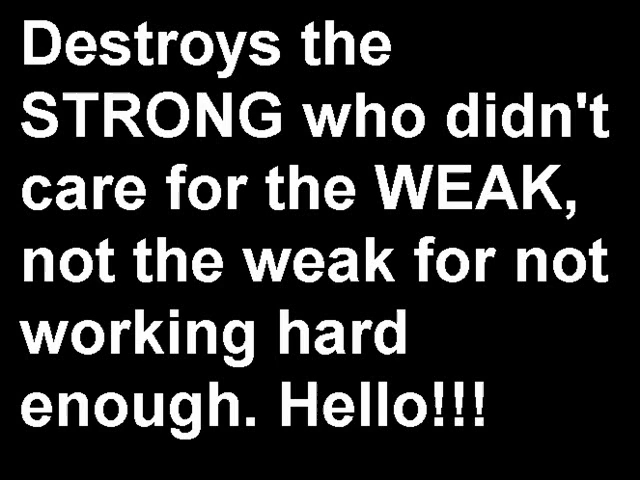 Destroys the
STRONG who didn't
care for the WEAK,
not the weak for not
working hard
enough. Hello!!!